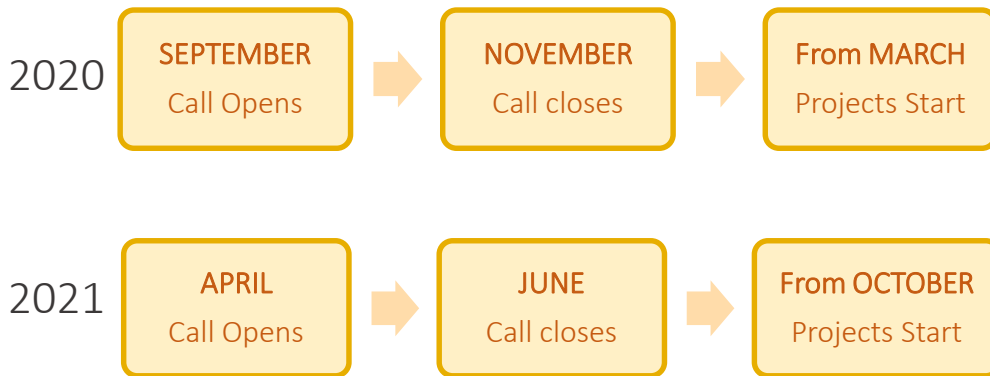 2020
SEPTEMBER
Call Opens
NOVEMBER
Call closes
From MARCH
Projects Start
2021
APRIL
Call Opens
JUNE
Call closes
From OCTOBER
Projects Start